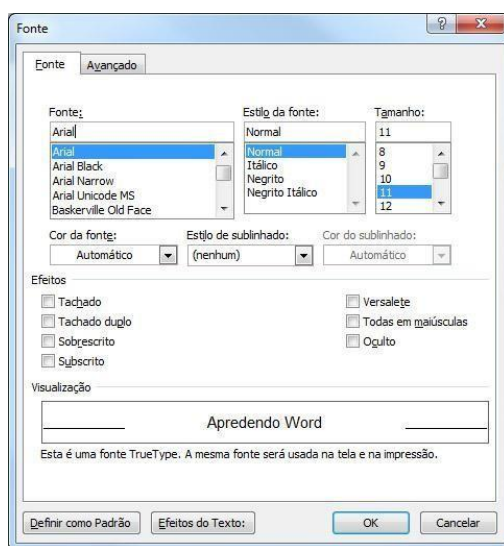 Fonte
Fonte Avançado
Fonte: Estilo da fonte: Tamanho:
Arial Normal 11
Arial Normal 8
Arial Black Itálico 9
Arial Narrow Negrito 10
Arial Unicode MS Negrito Itálico 11
Baskerville Old Face 12
Cor da fonte: Estilo de sublinhado: Cor do sublinhado:
Automático (nenhum) Automático
Efeitos
Tachado Versalete
Tachado duplo Todas em maiúsculas
Sobrescrito Oculto
Subscrito
Visualização
Apredendo Word
Esta é uma fonte TrueType. A mesma fonte será usada na tela e na impressão.
Definir como Padrão Efeitos do Texto: OK Cancelar